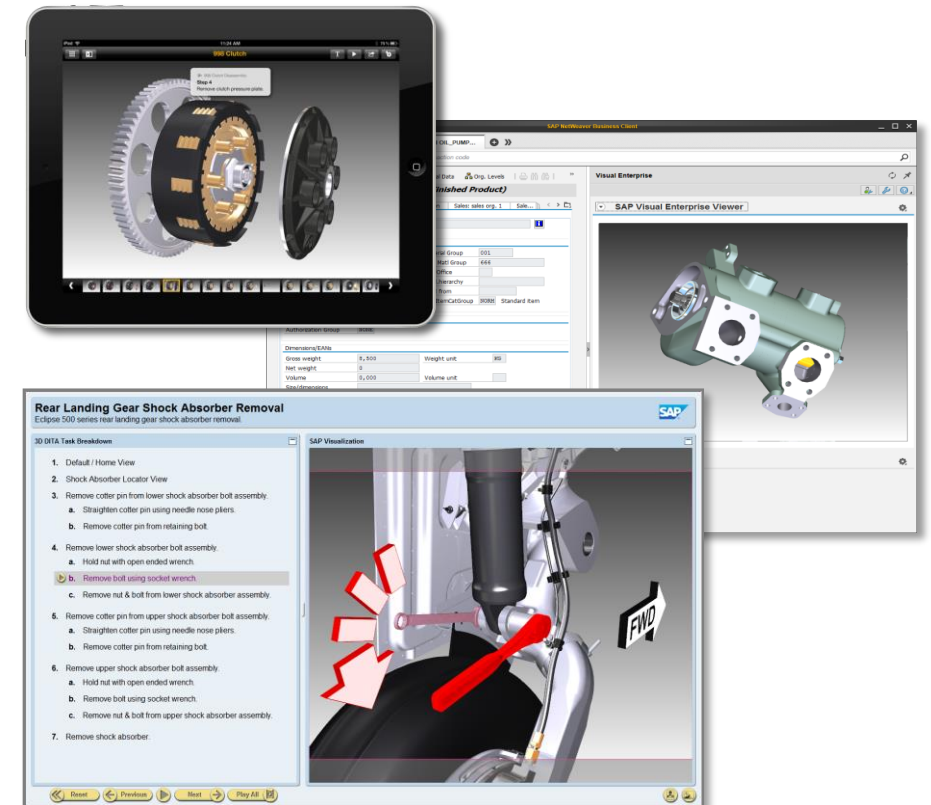 iPad
11:24 AM
998 Clutch
Step 4
Remove clutch pressure plate.
SAP NetWeaver Business Client
OIL_PUMP...
Org. Levels
Visual Enterprise
SAP Visual Enterprise Viewer
Sales: sales org. 1
Sale...
001
Matl Group 666
Office
ItemCatGroup NORM Standard item
Authorization Group
Dimensions/EANs
Gross weight 8,500 Weight unit KG
Net weight 0
Volume 0,000 Volume unit
Size/dimensions
Rear Landing Gear Shock Absorber Removal
Eclipse 500 series rear landing gear shock absorber removal.
SAP
3D DITA Task Breakdown
SAP Visualization
1. Default / Home View
2. Shock Absorber Locator View
3. Remove cotter pin from lower shock absorber bolt assembly.
a. Straighten cotter pin using needle nose pliers.
b. Remove cotter pin from retaining bolt.
4. Remove lower shock absorber bolt assembly.
a. Hold nut with open ended wrench.
b. Remove bolt using socket wrench.
c. Remove nut & bolt from lower shock absorber assembly.
5. Remove cotter pin from upper shock absorber bolt assembly.
a. Straighten cotter pin using needle nose pliers.
b. Remove cotter pin from retaining bolt.
6. Remove upper shock absorber bolt assembly.
a. Hold nut with open ended wrench.
b. Remove bolt using socket wrench.
c. Remove nut & bolt from upper shock absorber assembly.
7. Remove shock absorber.
FWD
Reset
Previous
Next
Play All